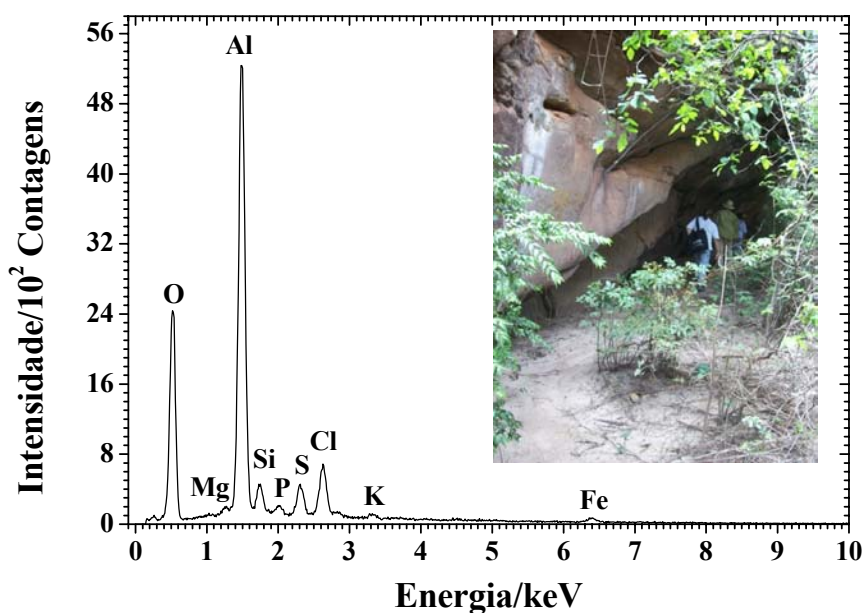 Intensidade/10² Contagens
56
48
40
32
24
16
8
0
Al
O
Mg
Si
P
S
Cl
K
Fe
0 1 2 3 4 5 6 7 8 9 10
Energia/keV